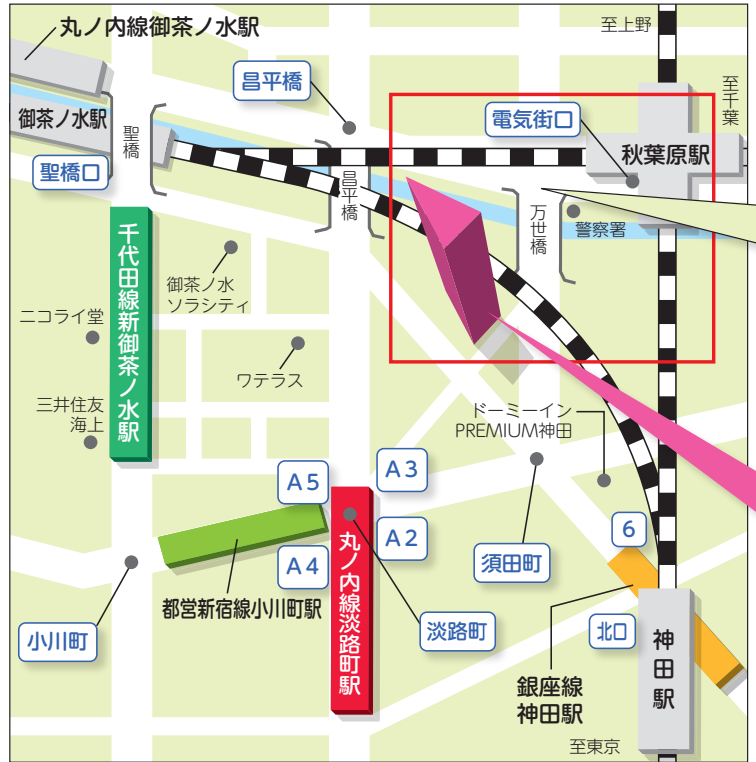 丸ノ内線御茶ノ水駅
至上野
昌平橋
至千葉
御茶ノ水駅
聖橋
電気街口
秋葉原駅
聖橋口
昌平橋
万世橋
警察署
千代田線新御茶ノ水駅
御茶ノ水
ソラシティ
ニコライ堂
ワテラス
三井住友
海上
ドーミーイン
PREMIUM神田
A5
A3
6
A4
A2
須田町
丸ノ内線淡路町駅
都営新宿線小川町駅
小川町
淡路町
北口
神田駅
銀座線
神田駅
至東京